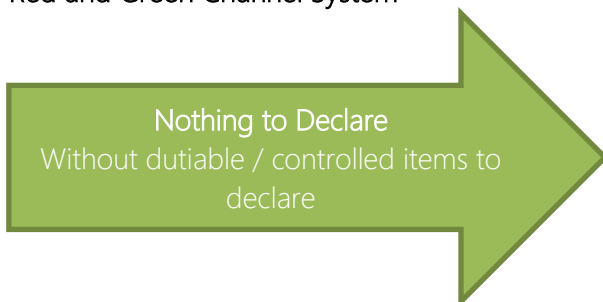 Red and Green Channel System
Nothing to Declare
Without dutiable / controlled items to
declare